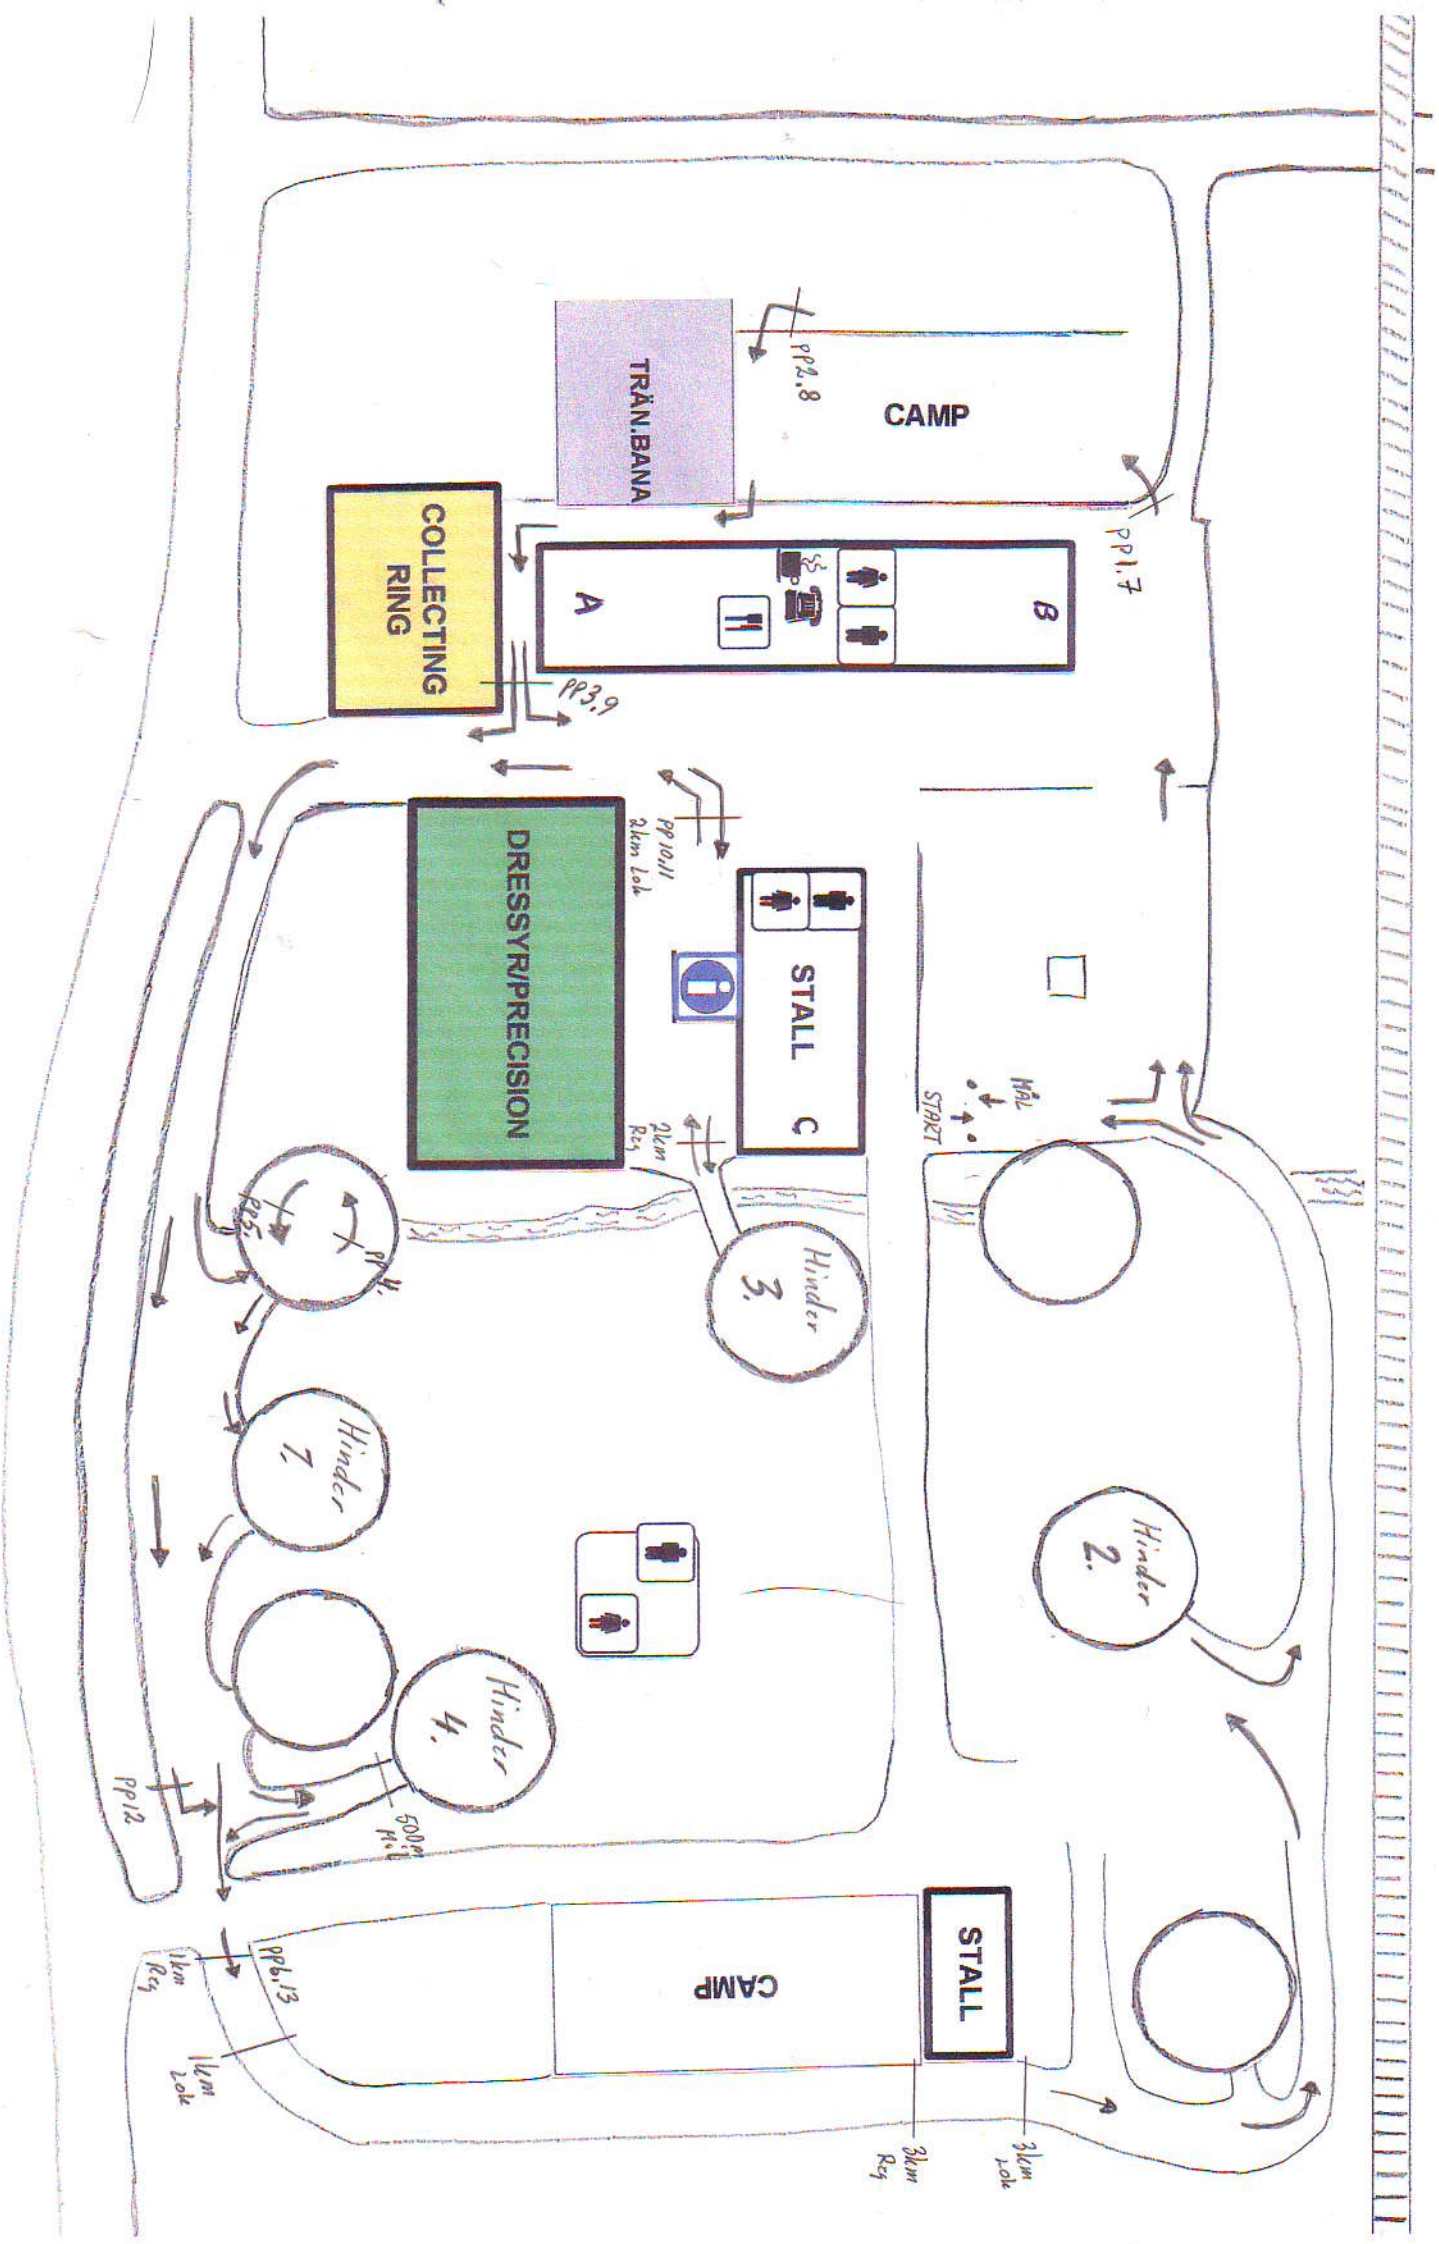 PP2,8
CAMP
TRÄN.BANA
PP1,7
COLLECTING
RING
A
B
PP3,9
PP10,11
2km Lok
DRESSYR/PRECISION
STALL C
i
MÅL
START
2km
Reg
PP5,
PP4.
Hinder
3.
Hinder
1.
Hinder
2.
Hinder
4.
500m
Mål
PP12
PP6,13
1km
Reg
1km
Lok
CAMP
STALL
3km
Reg
3km
Lok